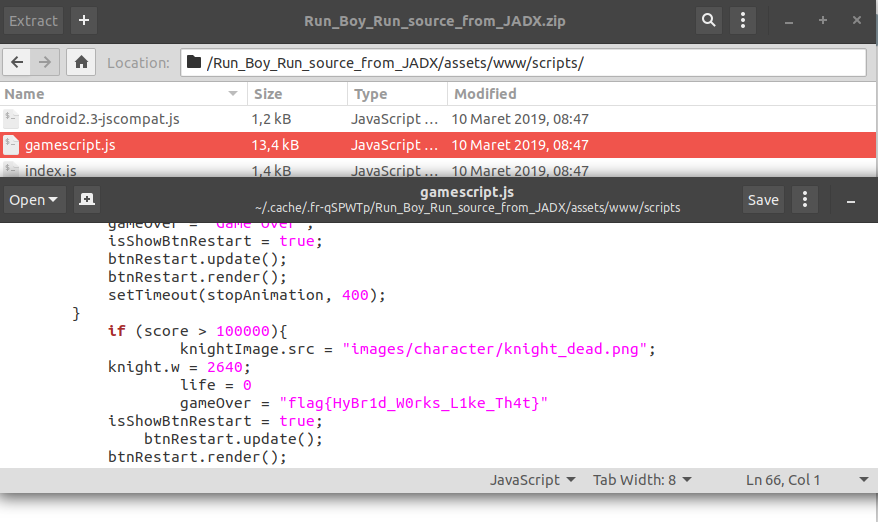 Extract
Run_Boy_Run_source_from_JADX.zip
Location: /Run_Boy_Run_source_from_JADX/assets/www/scripts/
Name Size Type Modified
android2.3-jscompat.js 1,2 kB JavaScript ... 10 Maret 2019, 08:47
gamescript.js 13,4 kB JavaScript ... 10 Maret 2019, 08:47
index.js 1,4 kB JavaScript ... 10 Maret 2019, 08:47
Open
gamescript.js
~/.cache/.fr-qSPWTp/Run_Boy_Run_source_from_JADX/assets/www/scripts
Save
gameOver = "Game Over";
isShowBtnRestart = true;
btnRestart.update();
btnRestart.render();
setTimeout(stopAnimation, 400);
}
if (score > 100000){
knightImage.src = "images/character/knight_dead.png";
knight.w = 2640;
life = 0
gameOver = "flag{HyBr1d_W0rks_L1ke_Th4t}"
isShowBtnRestart = true;
btnRestart.update();
btnRestart.render();
JavaScript Tab Width: 8 Ln 66, Col 1